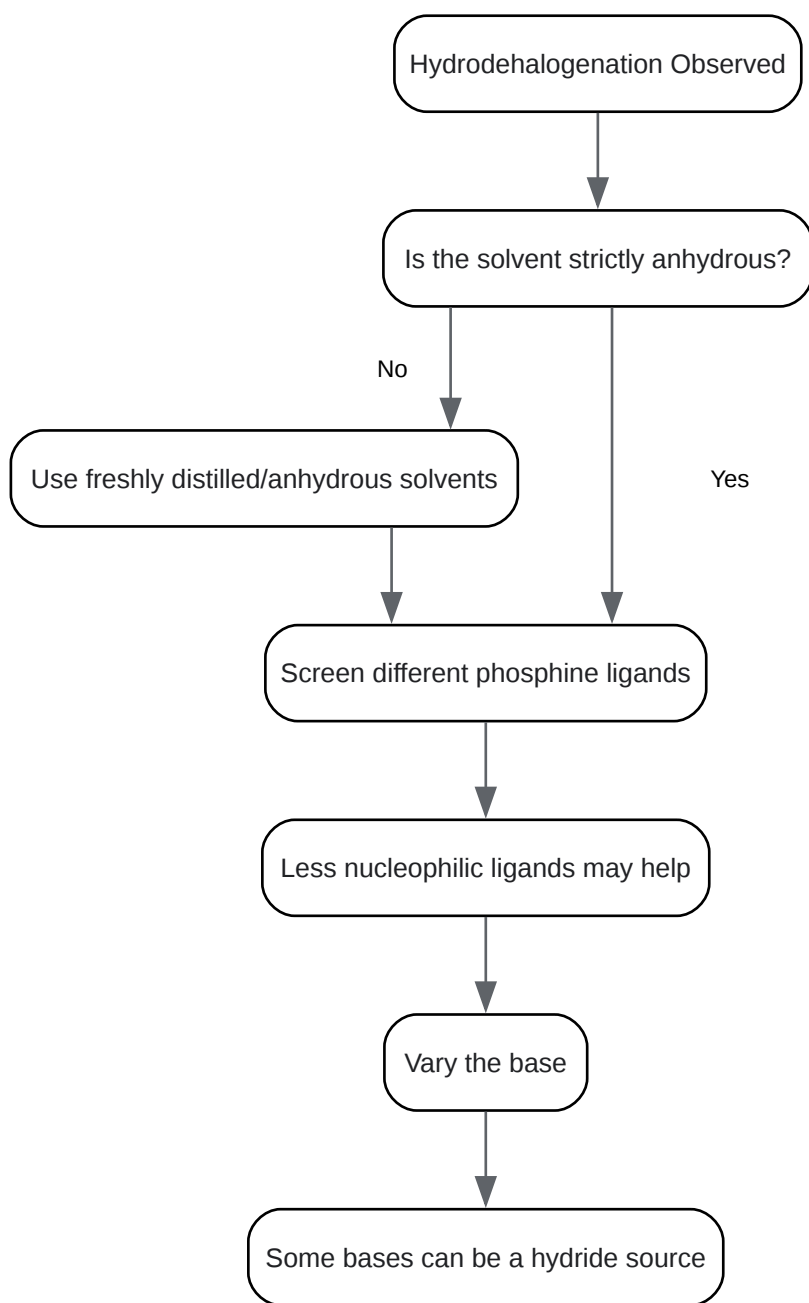 Hydrodehalogenation Observed
Is the solvent strictly anhydrous?
No
Use freshly distilled/anhydrous solvents
Yes
Screen different phosphine ligands
Less nucleophilic ligands may help
Vary the base
Some bases can be a hydride source